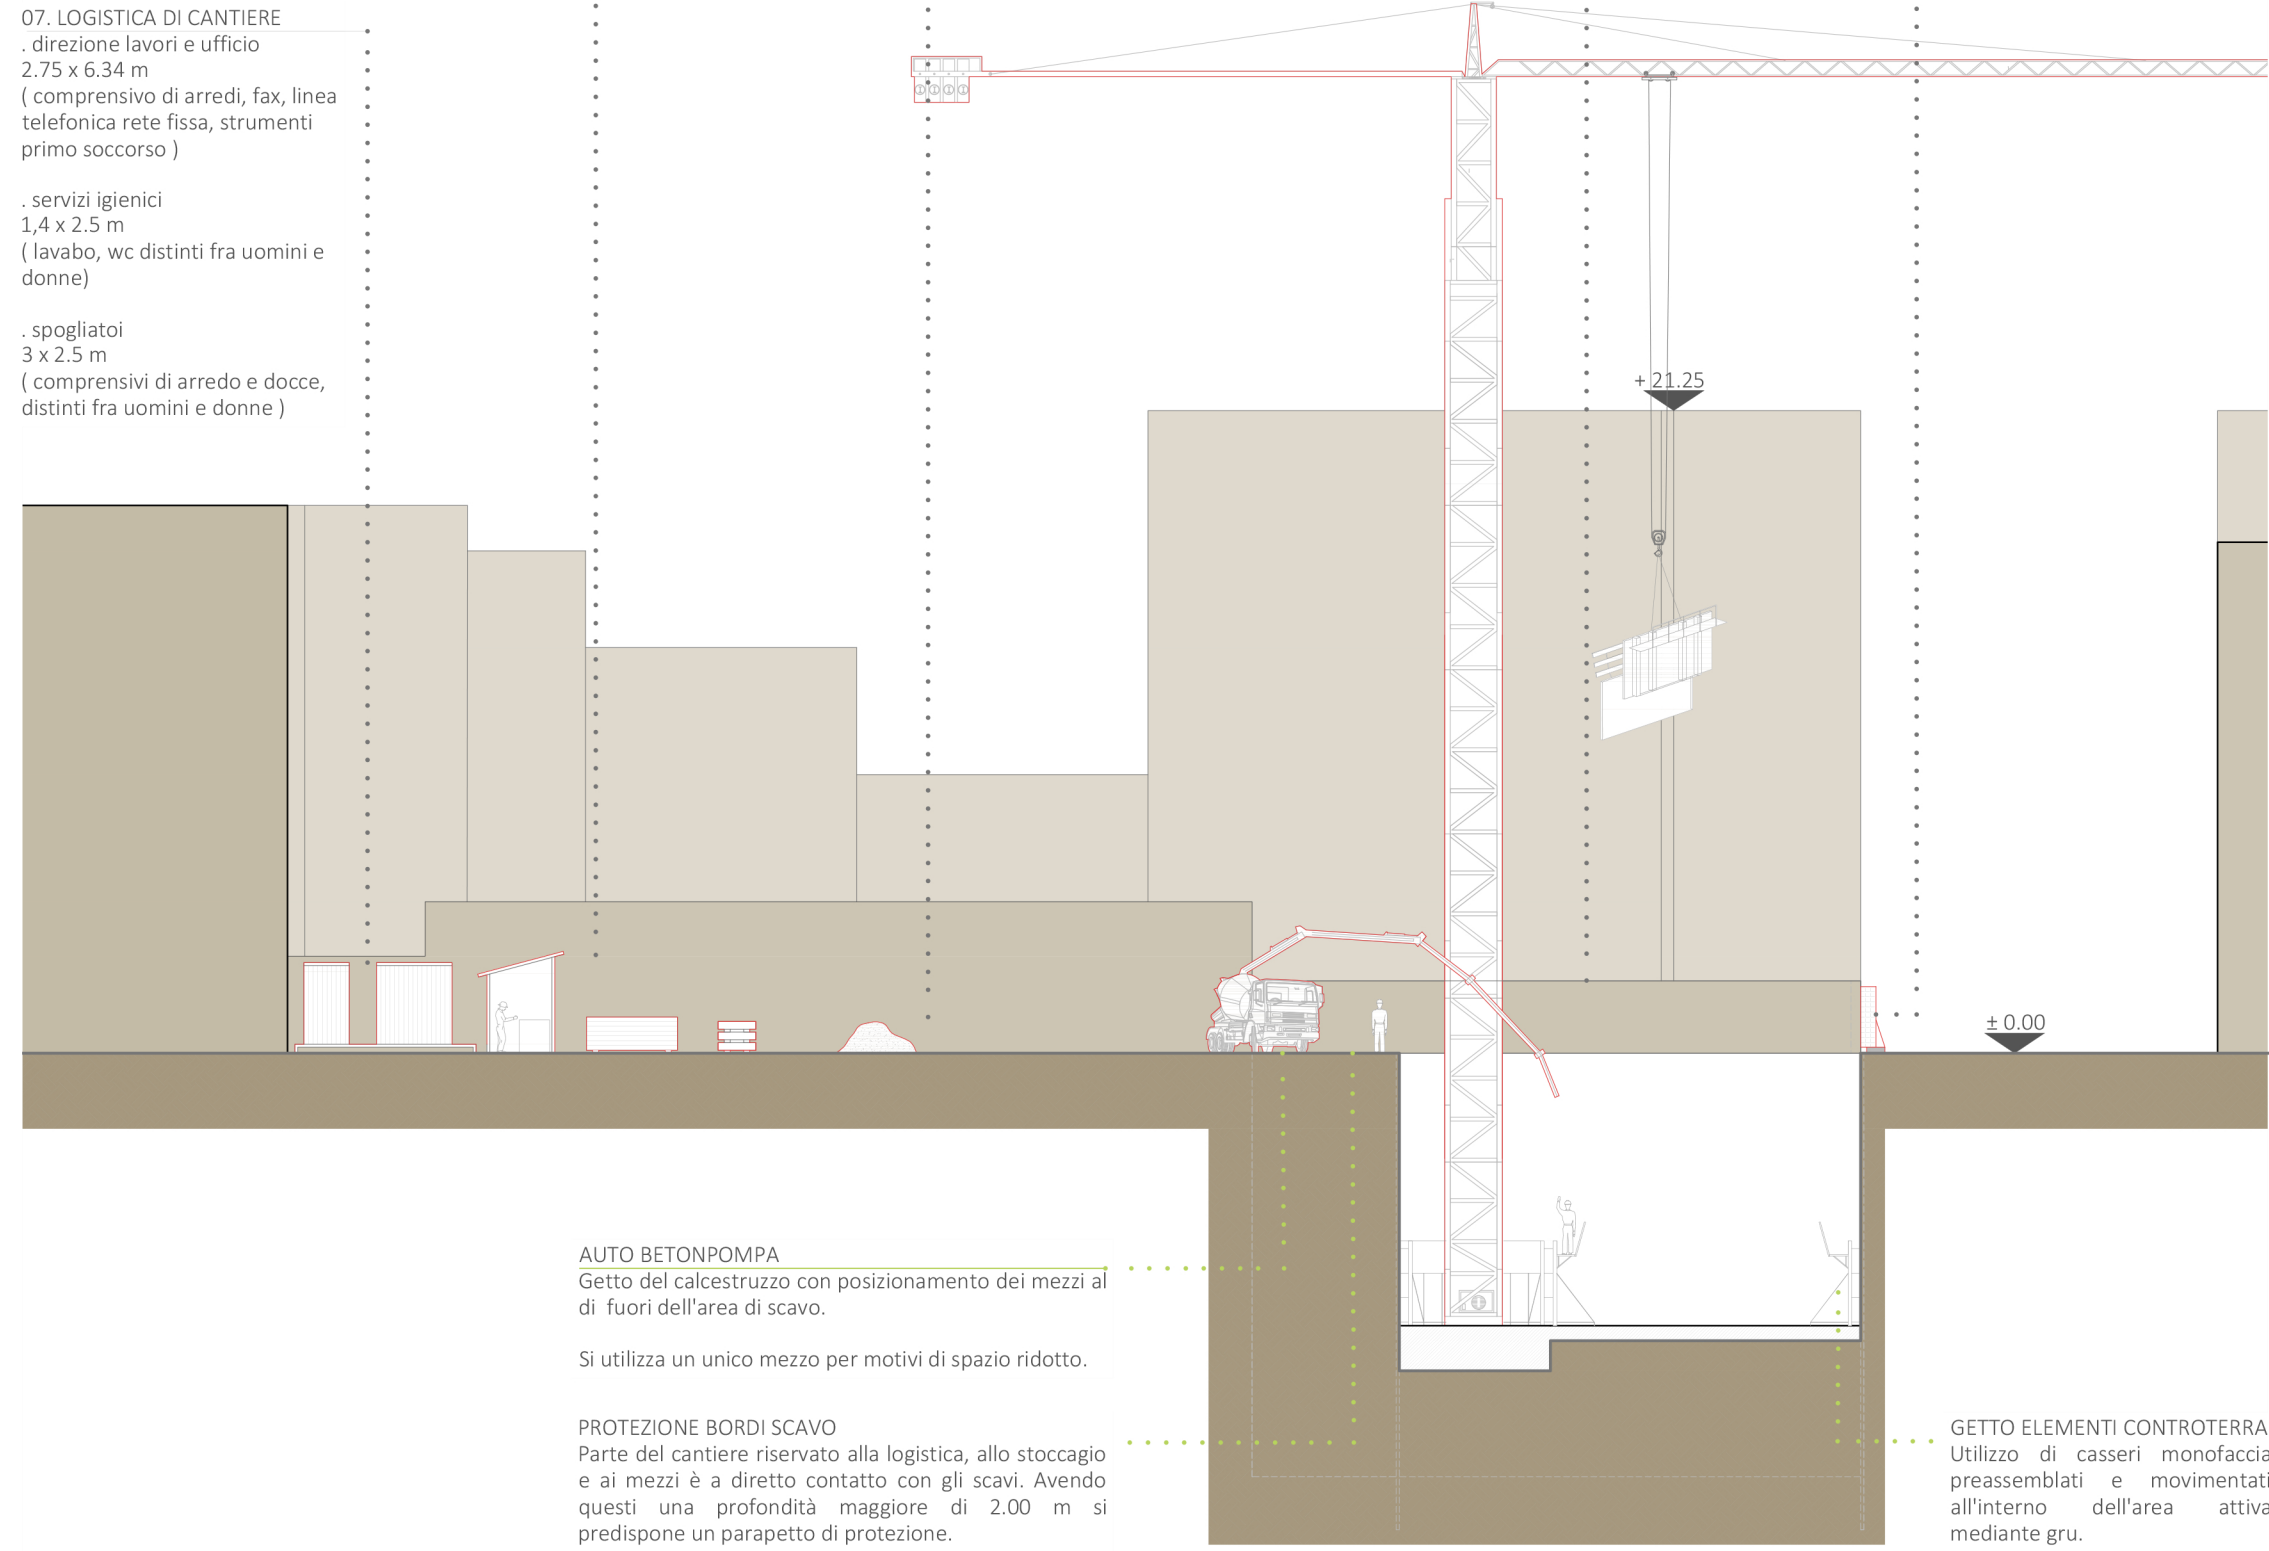 07. LOGISTICA DI CANTIERE
. direzione lavori e ufficio
2.75 x 6.34 m
( comprensivo di arredi, fax, linea
telefonica rete fissa, strumenti
primo soccorso )
. servizi igienici
1,4 x 2.5 m
( lavabo, wc distinti fra uomini e
donne)
. spogliatoi
3 x 2.5 m
( comprensivi di arredo e docce,
distinti fra uomini e donne )
+ 21.25
± 0.00
AUTO BETONPOMPA
Getto del calcestruzzo con posizionamento dei mezzi al
di fuori dell'area di scavo.
Si utilizza un unico mezzo per motivi di spazio ridotto.
PROTEZIONE BORDI SCAVO
Parte del cantiere riservato alla logistica, allo stoccagio
e ai mezzi è a diretto contatto con gli scavi. Avendo
questi una profondità maggiore di 2.00 m si
predispone un parapetto di protezione.
GETTO ELEMENTI CONTROTERRA
Utilizzo di casseri monofaccia
preassemblati e movimentati
all'interno dell'area attiva
mediante gru.